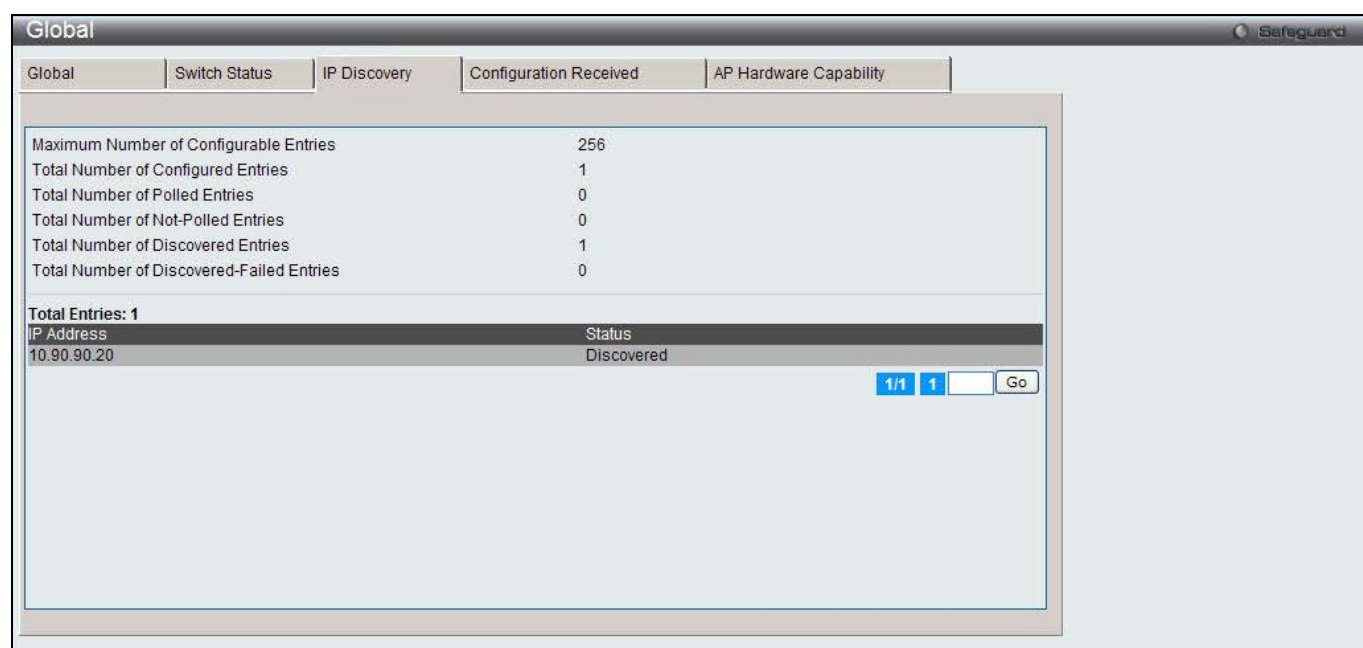 Global
Safeguard
Global Switch Status IP Discovery Configuration Received AP Hardware Capability
Maximum Number of Configurable Entries 256
Total Number of Configured Entries 1
Total Number of Polled Entries 0
Total Number of Not-Polled Entries 0
Total Number of Discovered Entries 1
Total Number of Discovered-Failed Entries 0
Total Entries: 1
IP Address Status
10.90.90.20 Discovered
1/1 1 Go